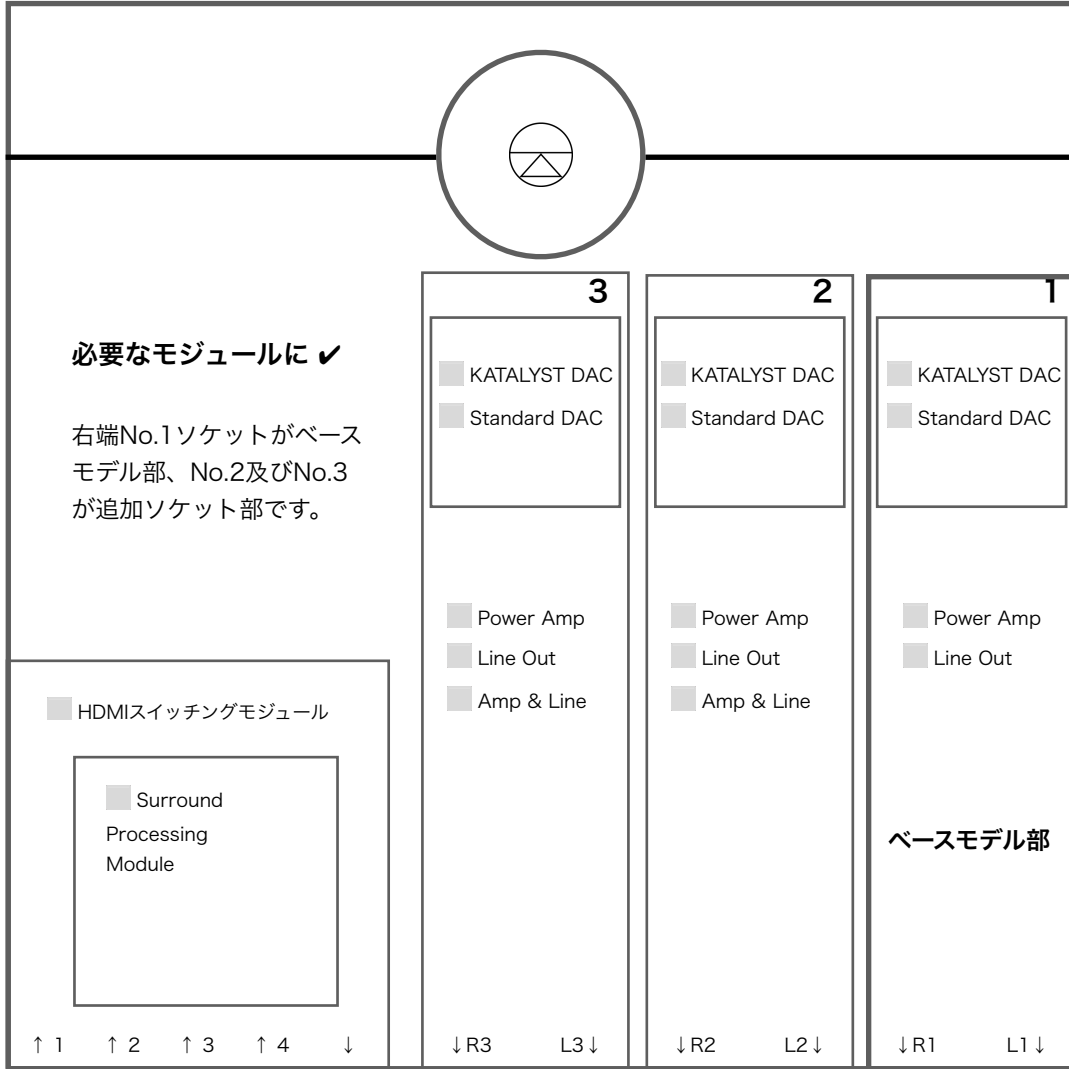 必要なモジュールに ✔
右端No.1ソケットがベース
モデル部、No.2及びNo.3
が追加ソケット部です。
HDMIスイッチングモジュール
Surround
Processing
Module
↑ 1 ↑ 2 ↑ 3 ↑ 4 ↓
3
KATALYST DAC
Standard DAC
Power Amp
Line Out
Amp & Line
↓R3 L3↓
2
KATALYST DAC
Standard DAC
Power Amp
Line Out
Amp & Line
↓R2 L2↓
1
KATALYST DAC
Standard DAC
Power Amp
Line Out
ベースモデル部
↓R1 L1↓